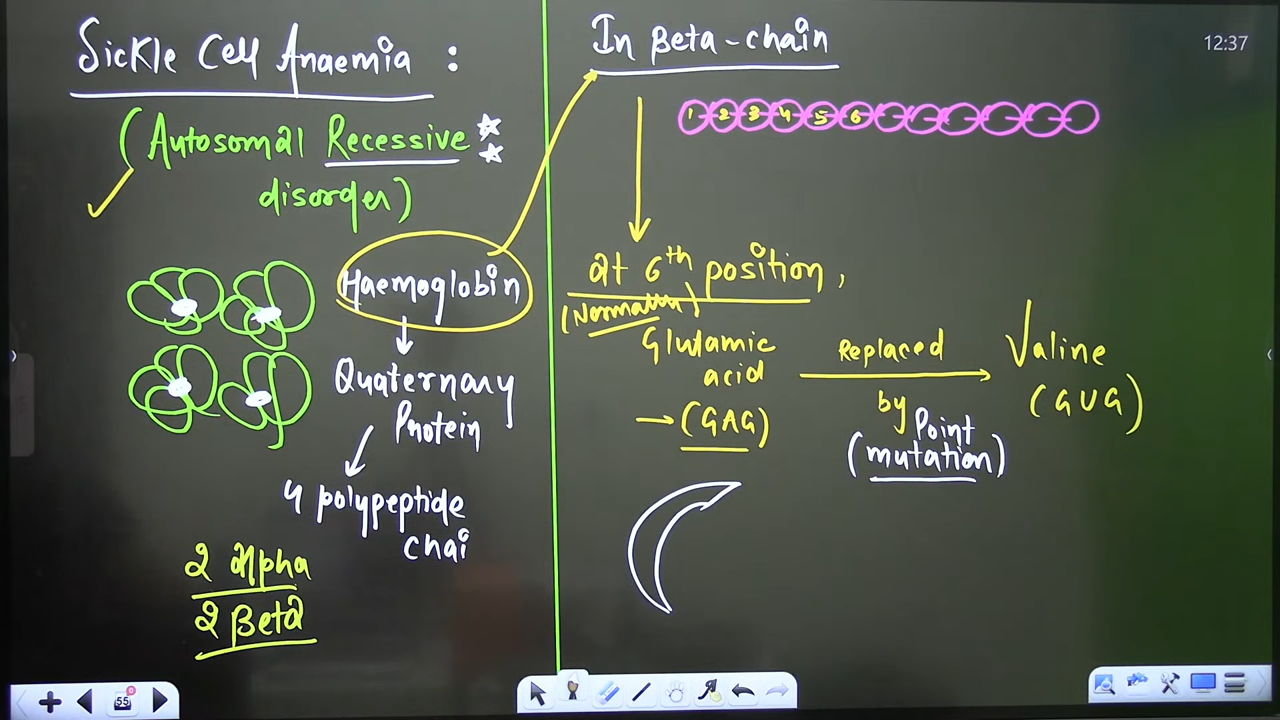 Sickle Cell Anaemia :
(Autosomal Recessive
disorder)
Haemoglobin
Quaternary
Protein
4 polypeptide
chai
2 Alpha
2 Beta
In Beta-chain
1 2 3 4 5 6
at 6th position,
Glutamic
acid
(GAG)
Replaced
by
Point
(mutation)
Valine
(GUG)
12:37
55
0